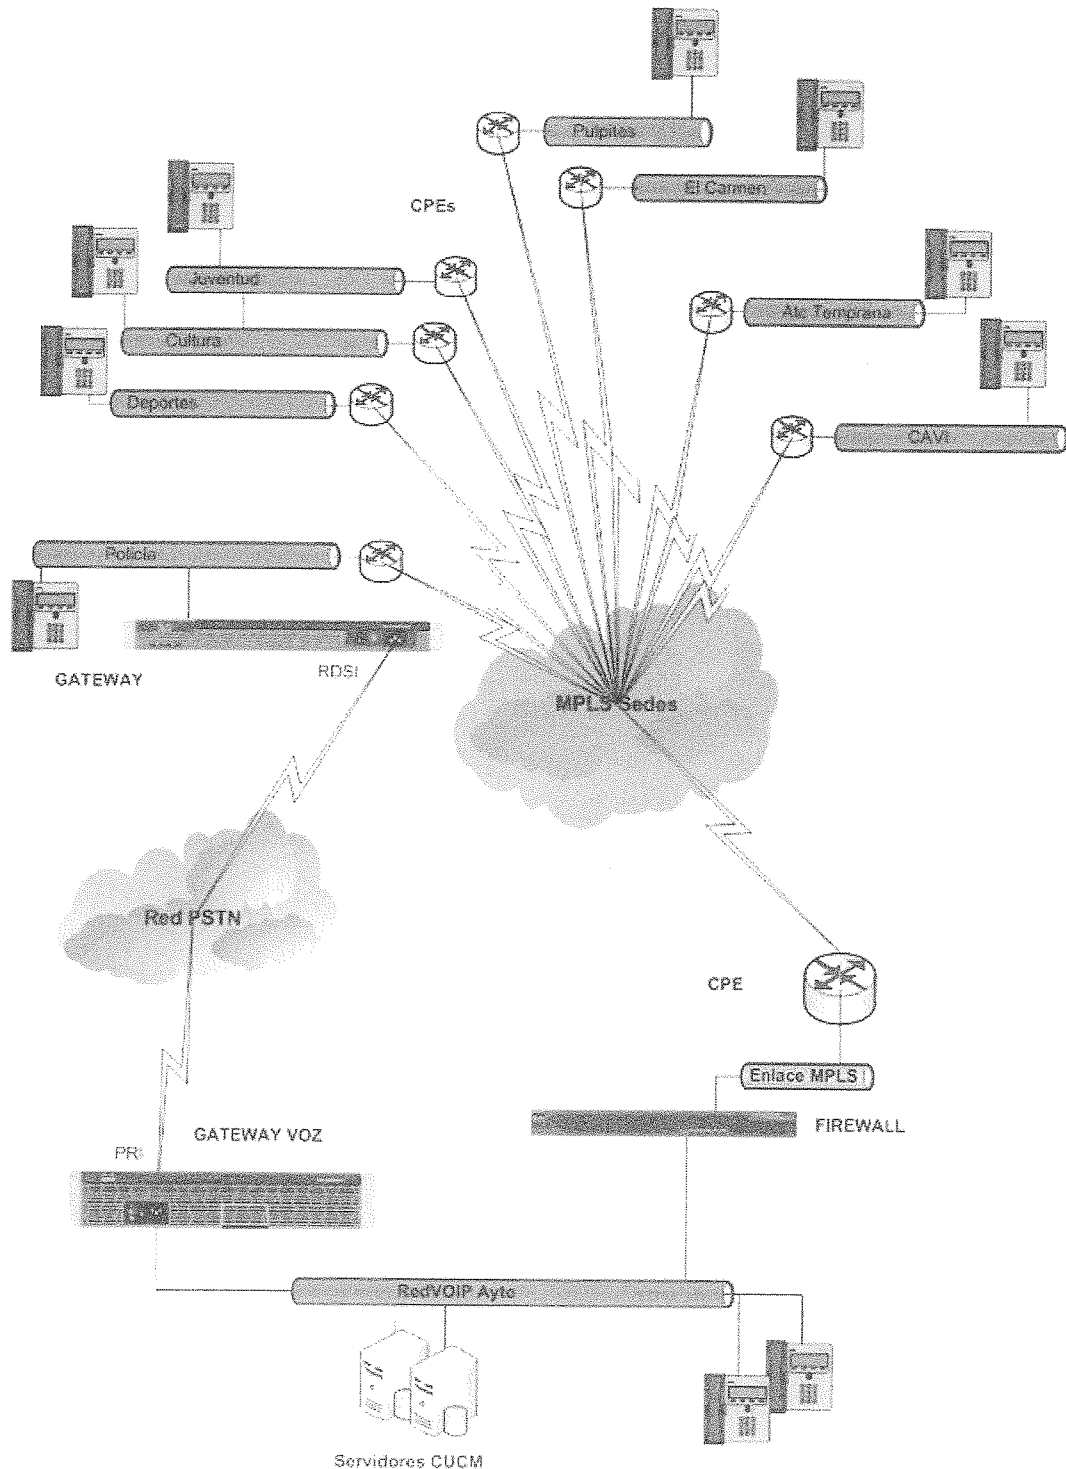 Pulpites
El Carmen
CPEs
Juventud
Atc Temprana
Cultura
Deportes
CAVI
Policía
RDSI
GATEWAY
MPLS Sedes
Red PSTN
CPE
Enlace MPLS
FIREWALL
GATEWAY VOZ
PRI
RedVOIP Ayto
Servidores CUCM